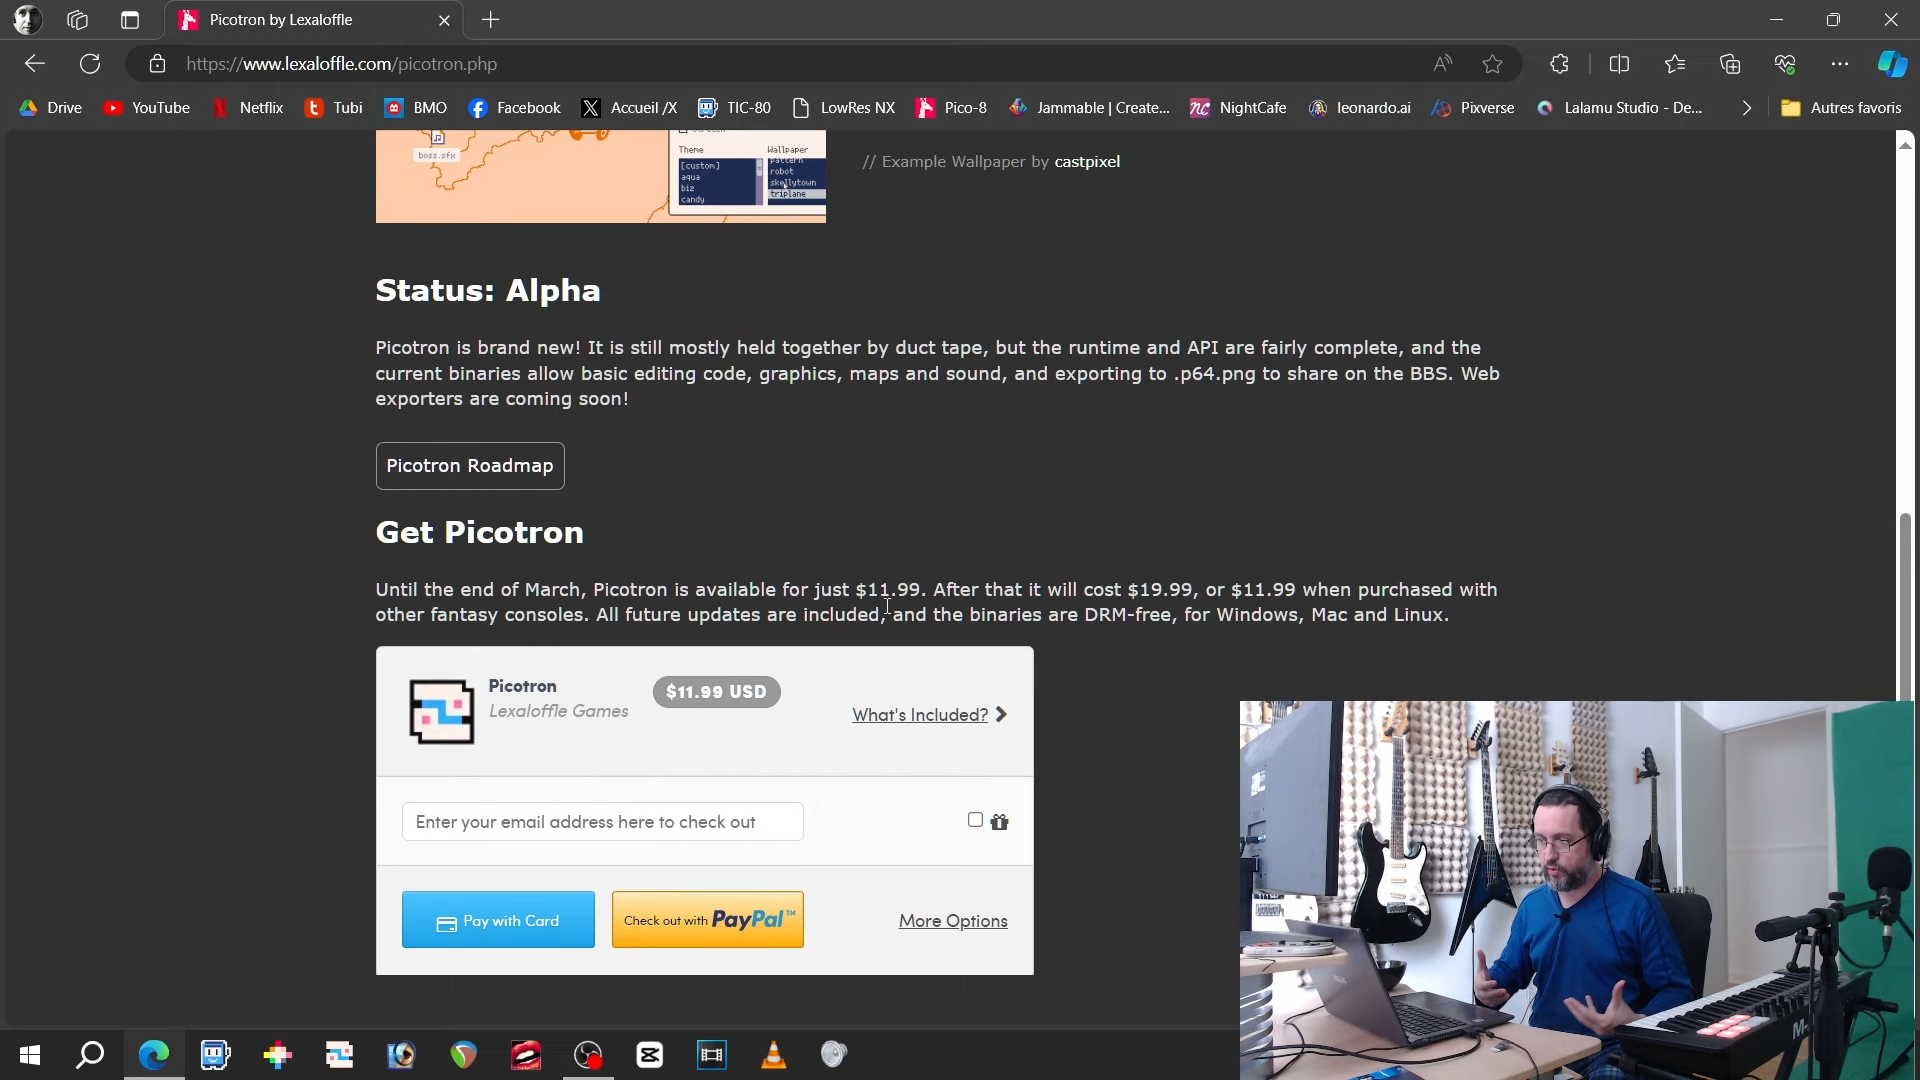 Picotron by Lexaloffle
https://www.lexaloffle.com/picotron.php
Drive YouTube Netflix Tubi BMO Facebook Accueil /X TIC-80 LowRes NX Pico-8 Jammable | Create... NightCafe leonardo.ai Pixverse Lalamu Studio - De... Autres favoris
boss.sfx
Theme Wallpaper
[custom] pattern
aqua robot
biz skellytown
candy triplane
// Example Wallpaper by castpixel
Status: Alpha
Picotron is brand new! It is still mostly held together by duct tape, but the runtime and API are fairly complete, and the
current binaries allow basic editing code, graphics, maps and sound, and exporting to .p64.png to share on the BBS. Web
exporters are coming soon!
Picotron Roadmap
Get Picotron
Until the end of March, Picotron is available for just $11.99. After that it will cost $19.99, or $11.99 when purchased with
other fantasy consoles. All future updates are included, and the binaries are DRM-free, for Windows, Mac and Linux.
Picotron
Lexaloffle Games
$11.99 USD
What's Included?
Enter your email address here to check out
Pay with Card
Check out with PayPal™
More Options